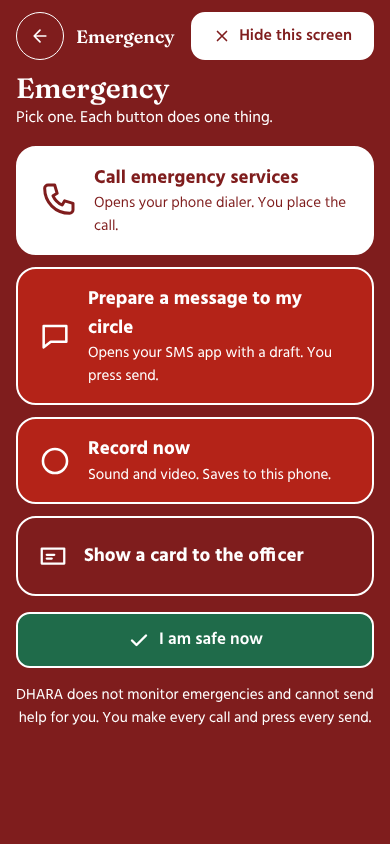 Emergency
Hide this screen
Emergency
Pick one. Each button does one thing.
Call emergency services
Opens your phone dialer. You place the
call.
Prepare a message to my
circle
Opens your SMS app with a draft. You
press send.
Record now
Sound and video. Saves to this phone.
Show a card to the officer
I am safe now
DHARA does not monitor emergencies and cannot send
help for you. You make every call and press every send.